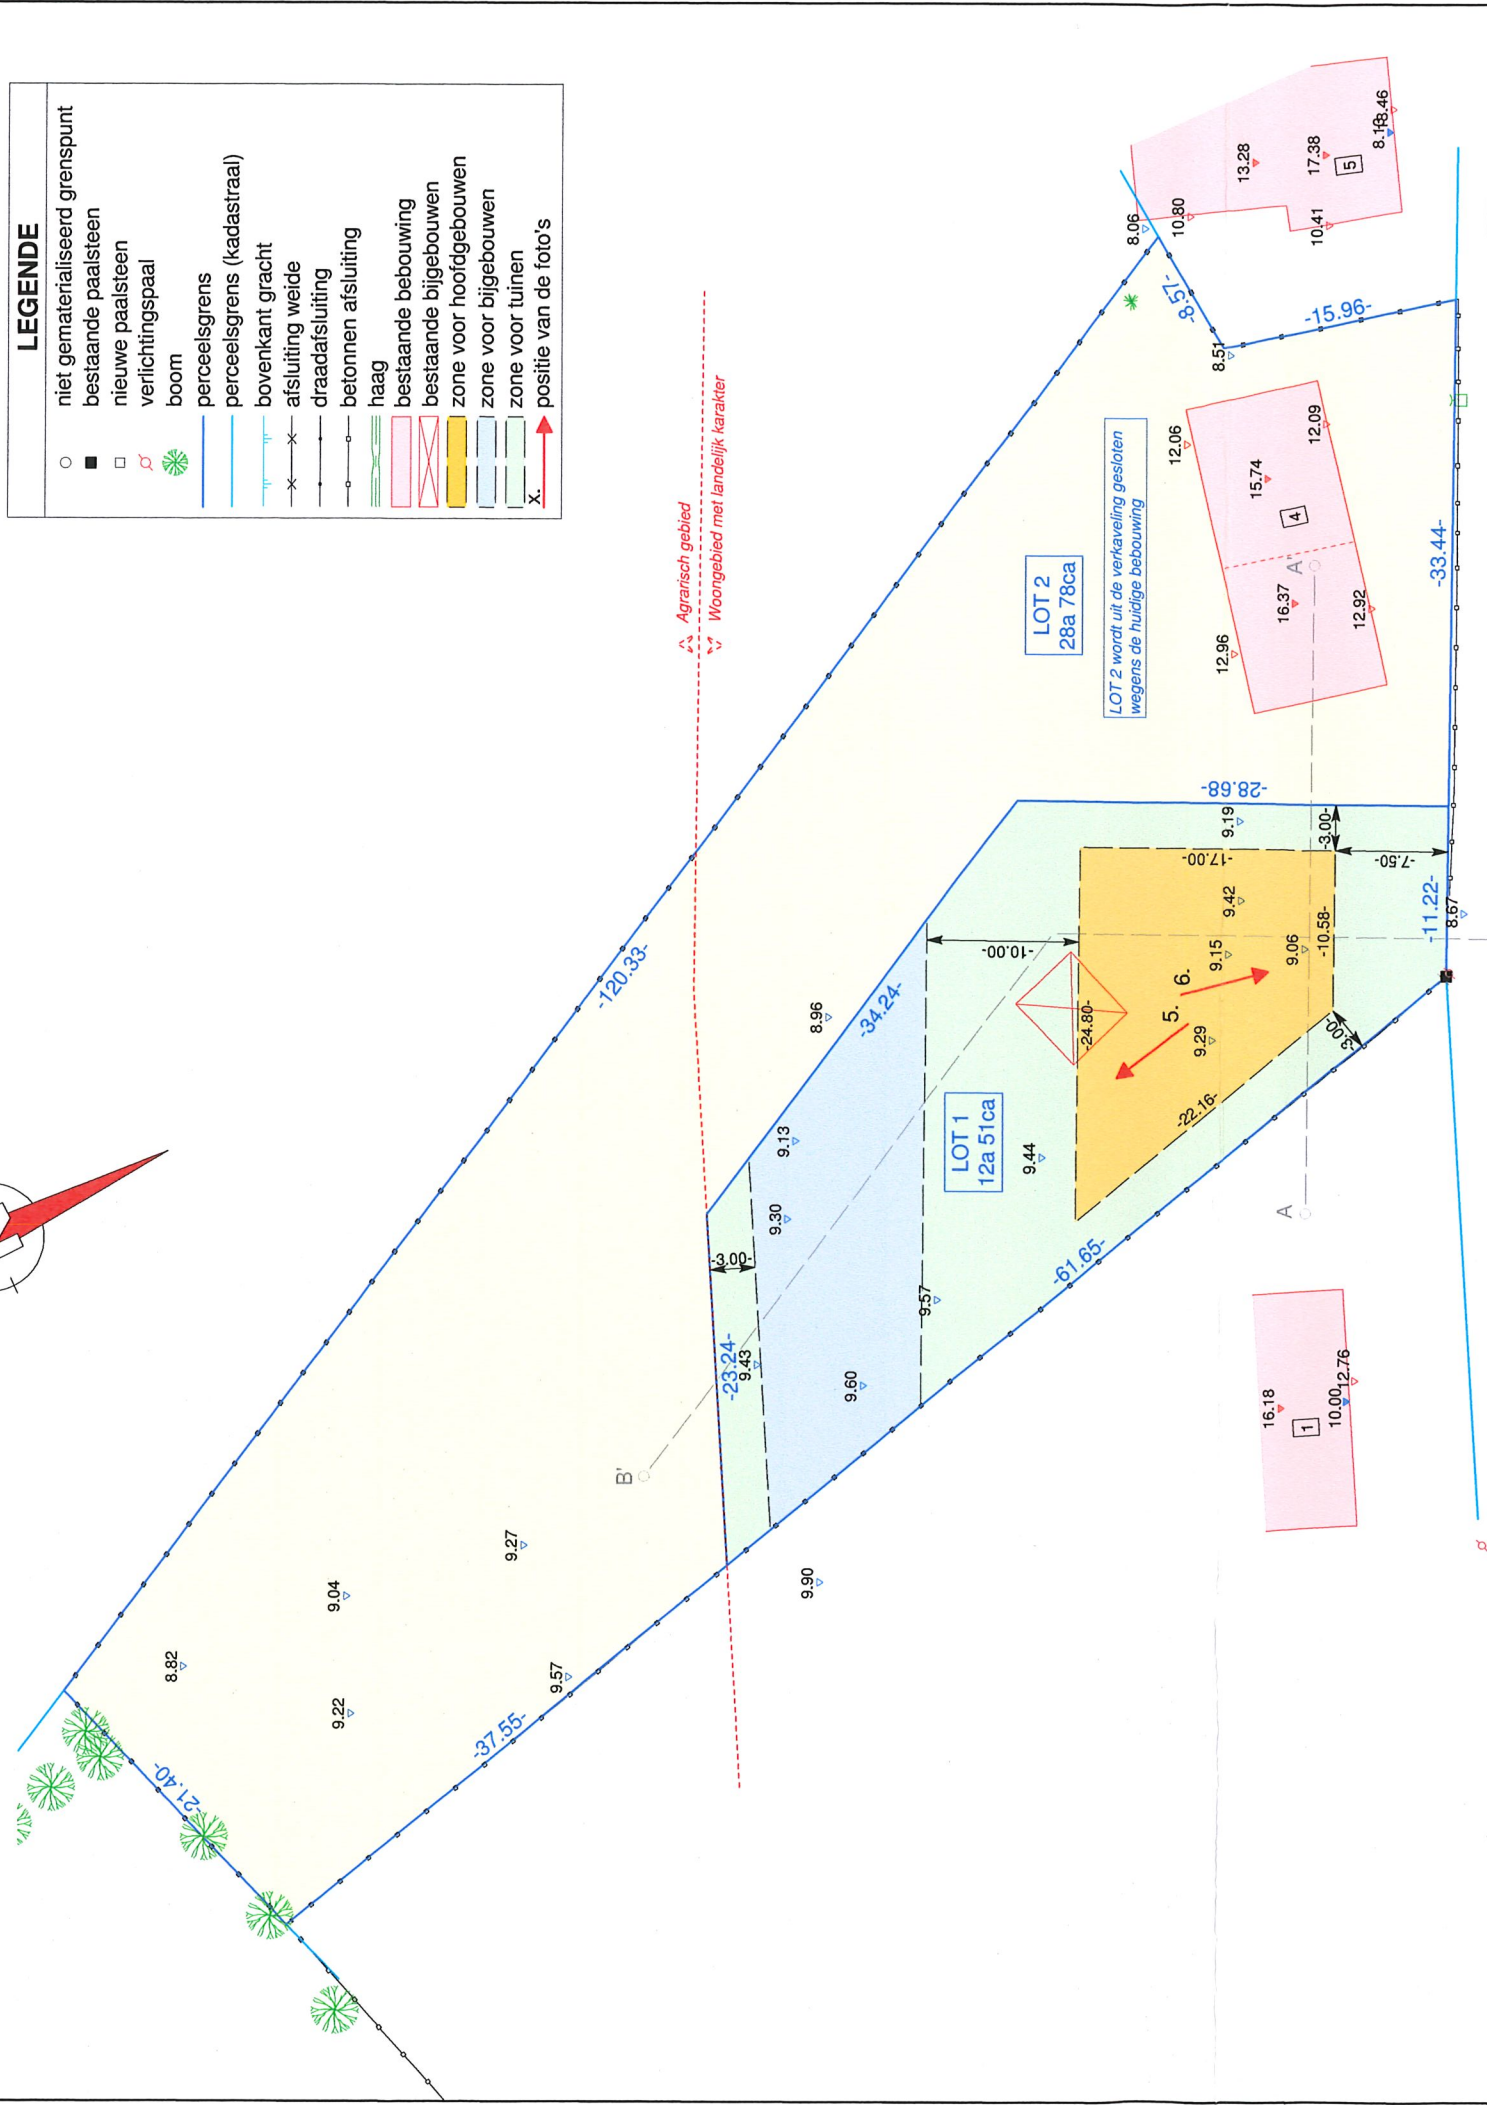 LEGENDE
niet gematerialiseerd grenspunt
bestaande paalsteen
nieuwe paalsteen
verlichtingspaal
boom
perceelsgrens
perceelsgrens (kadastraal)
bovenkant gracht
afsluiting weide
draadafsluiting
betonnen afsluiting
haag
bestaande bebouwing
bestaande bijgebouwen
zone voor hoofdgebouwen
zone voor bijgebouwen
zone voor tuinen
x. positie van de foto's
Agrarisch gebied
Woongebied met landelijk karakter
LOT 2
28a 78ca
LOT 2 wordt uit de verkaveling gesloten
wegens de huidige bebouwing
LOT 1
12a 51ca
-120.33-
-21.40-
-37.55-
-23.24-
-34.24-
-61.65-
-28.68-
-11.22-
-33.44-
-15.96-
-8.57-
-3.00-
-10.00-
-24.80-
-17.00-
-10.58-
-22.16-
-3.00-
-3.00-
-7.50-
8.82
9.04
9.22
9.27
9.57
9.90
9.43
9.60
9.30
9.13
8.96
9.57
9.44
9.29
9.15
9.42
9.06
9.19
8.67
5.
6.
A
A'
B'
16.18
1
10.00
12.76
12.96
16.37
12.92
4
15.74
12.06
12.09
8.51
8.06
10.80
13.28
17.38
5
10.41